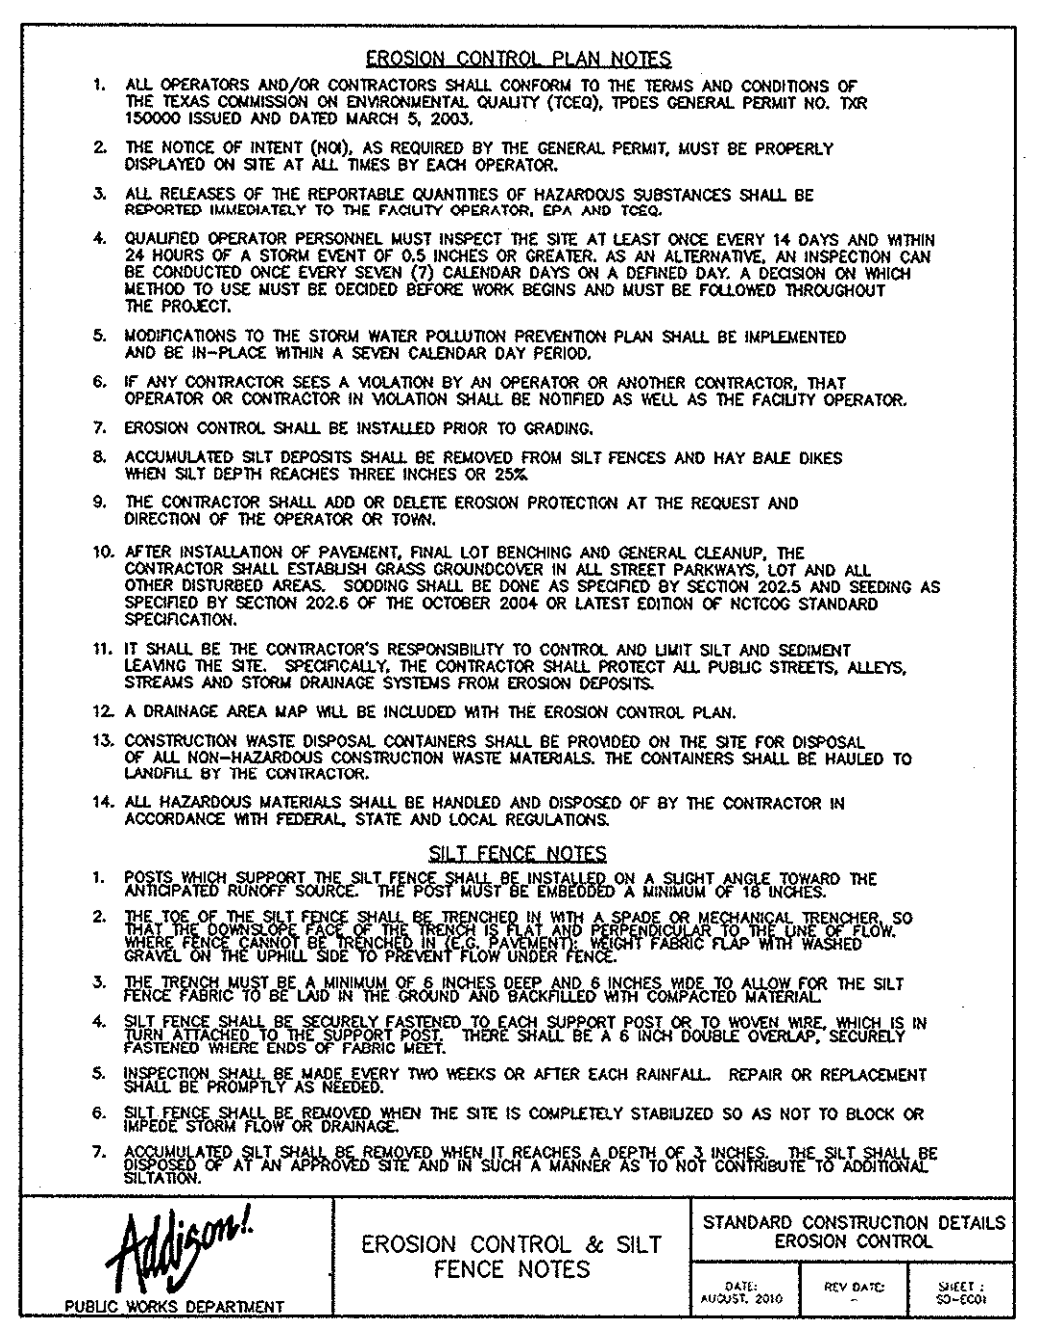 EROSION CONTROL PLAN NOTES
1. ALL OPERATORS AND/OR CONTRACTORS SHALL CONFORM TO THE TERMS AND CONDITIONS OF
THE TEXAS COMMISSION ON ENVIRONMENTAL QUALITY (TCEQ), TPDES GENERAL PERMIT NO. TXR
150000 ISSUED AND DATED MARCH 5, 2003.
2. THE NOTICE OF INTENT (NOI), AS REQUIRED BY THE GENERAL PERMIT, MUST BE PROPERLY
DISPLAYED ON SITE AT ALL TIMES BY EACH OPERATOR.
3. ALL RELEASES OF THE REPORTABLE QUANTITIES OF HAZARDOUS SUBSTANCES SHALL BE
REPORTED IMMEDIATELY TO THE FACILITY OPERATOR, EPA AND TCEQ.
4. QUALIFIED OPERATOR PERSONNEL MUST INSPECT THE SITE AT LEAST ONCE EVERY 14 DAYS AND WITHIN
24 HOURS OF A STORM EVENT OF 0.5 INCHES OR GREATER. AS AN ALTERNATIVE, AN INSPECTION CAN
BE CONDUCTED ONCE EVERY SEVEN (7) CALENDAR DAYS ON A DEFINED DAY. A DECISION ON WHICH
METHOD TO USE MUST BE DECIDED BEFORE WORK BEGINS AND MUST BE FOLLOWED THROUGHOUT
THE PROJECT.
5. MODIFICATIONS TO THE STORM WATER POLLUTION PREVENTION PLAN SHALL BE IMPLEMENTED
AND BE IN-PLACE WITHIN A SEVEN CALENDAR DAY PERIOD.
6. IF ANY CONTRACTOR SEES A VIOLATION BY AN OPERATOR OR ANOTHER CONTRACTOR, THAT
OPERATOR OR CONTRACTOR IN VIOLATION SHALL BE NOTIFIED AS WELL AS THE FACILITY OPERATOR.
7. EROSION CONTROL SHALL BE INSTALLED PRIOR TO GRADING.
8. ACCUMULATED SILT DEPOSITS SHALL BE REMOVED FROM SILT FENCES AND HAY BALE DIKES
WHEN SILT DEPTH REACHES THREE INCHES OR 25%.
9. THE CONTRACTOR SHALL ADD OR DELETE EROSION PROTECTION AT THE REQUEST AND
DIRECTION OF THE OPERATOR OR TOWN.
10. AFTER INSTALLATION OF PAVEMENT, FINAL LOT BENCHING AND GENERAL CLEANUP, THE
CONTRACTOR SHALL ESTABLISH GRASS GROUNDCOVER IN ALL STREET PARKWAYS, LOT AND ALL
OTHER DISTURBED AREAS. SODDING SHALL BE DONE AS SPECIFIED BY SECTION 202.5 AND SEEDING AS
SPECIFIED BY SECTION 202.6 OF THE OCTOBER 2004 OR LATEST EDITION OF NCTCOG STANDARD
SPECIFICATION.
11. IT SHALL BE THE CONTRACTOR'S RESPONSIBILITY TO CONTROL AND LIMIT SILT AND SEDIMENT
LEAVING THE SITE. SPECIFICALLY, THE CONTRACTOR SHALL PROTECT ALL PUBLIC STREETS, ALLEYS,
STREAMS AND STORM DRAINAGE SYSTEMS FROM EROSION DEPOSITS.
12. A DRAINAGE AREA MAP WILL BE INCLUDED WITH THE EROSION CONTROL PLAN.
13. CONSTRUCTION WASTE DISPOSAL CONTAINERS SHALL BE PROVIDED ON THE SITE FOR DISPOSAL
OF ALL NON-HAZARDOUS CONSTRUCTION WASTE MATERIALS. THE CONTAINERS SHALL BE HAULED TO
LANDFILL BY THE CONTRACTOR.
14. ALL HAZARDOUS MATERIALS SHALL BE HANDLED AND DISPOSED OF BY THE CONTRACTOR IN
ACCORDANCE WITH FEDERAL, STATE AND LOCAL REGULATIONS.
SILT FENCE NOTES
1. POSTS WHICH SUPPORT THE SILT FENCE SHALL BE INSTALLED ON A SLIGHT ANGLE TOWARD THE
ANTICIPATED RUNOFF SOURCE. THE POST MUST BE EMBEDDED A MINIMUM OF 18 INCHES.
2. THE TOE OF THE SILT FENCE SHALL BE TRENCHED IN WITH A SPADE OR MECHANICAL TRENCHER, SO
THAT THE DOWNSLOPE FACE OF THE TRENCH IS FLAT AND PERPENDICULAR TO THE LINE OF FLOW.
WHERE FENCE CANNOT BE TRENCHED IN (E.G. PAVEMENT); WEIGHT FABRIC FLAP WITH WASHED
GRAVEL ON THE UPHILL SIDE TO PREVENT FLOW UNDER FENCE.
3. THE TRENCH MUST BE A MINIMUM OF 6 INCHES DEEP AND 6 INCHES WIDE TO ALLOW FOR THE SILT
FENCE FABRIC TO BE LAID IN THE GROUND AND BACKFILLED WITH COMPACTED MATERIAL.
4. SILT FENCE SHALL BE SECURELY FASTENED TO EACH SUPPORT POST OR TO WOVEN WIRE, WHICH IS IN
TURN ATTACHED TO THE SUPPORT POST. THERE SHALL BE A 6 INCH DOUBLE OVERLAP, SECURELY
FASTENED WHERE ENDS OF FABRIC MEET.
5. INSPECTION SHALL BE MADE EVERY TWO WEEKS OR AFTER EACH RAINFALL. REPAIR OR REPLACEMENT
SHALL BE PROMPTLY AS NEEDED.
6. SILT FENCE SHALL BE REMOVED WHEN THE SITE IS COMPLETELY STABILIZED SO AS NOT TO BLOCK OR
IMPEDE STORM FLOW OR DRAINAGE.
7. ACCUMULATED SILT SHALL BE REMOVED WHEN IT REACHES A DEPTH OF 3 INCHES. THE SILT SHALL BE
DISPOSED OF AT AN APPROVED SITE AND IN SUCH A MANNER AS TO NOT CONTRIBUTE TO ADDITIONAL
SILTATION.
Addison!
PUBLIC WORKS DEPARTMENT
EROSION CONTROL & SILT
FENCE NOTES
STANDARD CONSTRUCTION DETAILS
EROSION CONTROL
DATE:
AUGUST, 2010
REV DATE:
-
SHEET :
SD-EC01